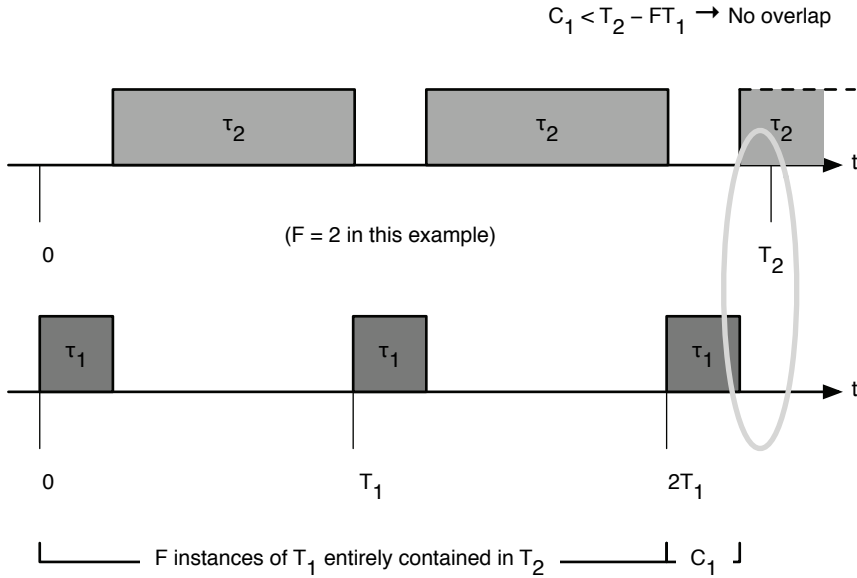 C₁ < T₂ – FT₁ → No overlap
τ₂ τ₂ τ₂
t
0 (F = 2 in this example) T₂
τ₁ τ₁ τ₁
t
0 T₁ 2T₁
F instances of T₁ entirely contained in T₂ C₁